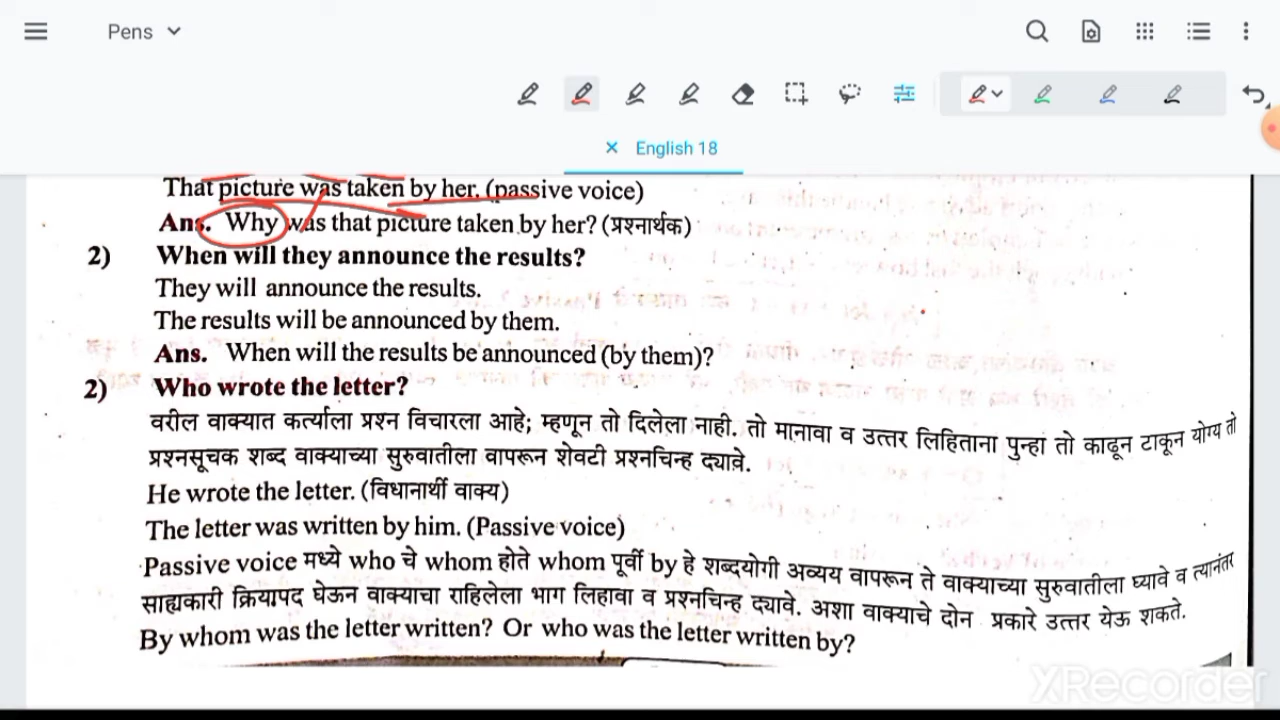 Pens
English 18
That picture was taken by her. (passive voice)
Ans. Why was that picture taken by her? (प्रश्नार्थक)
2) When will they announce the results?
They will announce the results.
The results will be announced by them.
Ans. When will the results be announced (by them)?
2) Who wrote the letter?
वरील वाक्यात कर्त्याला प्रश्न विचारला आहे; म्हणून तो दिलेला नाही. तो मानावा व उत्तर लिहिताना पुन्हां तो काढून टाकून योग्य तो
प्रश्नसूचक शब्द वाक्याच्या सुरुवातीला वापरून शेवटी प्रश्नचिन्ह द्यावे.
He wrote the letter. (विधानार्थी वाक्य)
The letter was written by him. (Passive voice)
Passive voice मध्ये who चे whom होते whom पूर्वी by हे शब्दयोगी अव्यय वापरून ते वाक्याच्या सुरुवातीला घ्यावे व त्यानंतर
साह्यकारी क्रियापद घेऊन वाक्याचा राहिलेला भाग लिहावा व प्रश्नचिन्ह द्यावे. अशा वाक्याचे दोन प्रकारे उत्तर येऊ शकते.
By whom was the letter written? Or who was the letter written by?
XRecorder